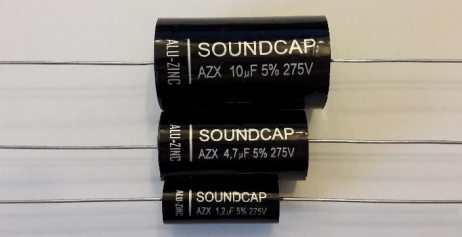 ALU-ZINC
SOUNDCAP
AZX 10µF 5% 275V
ALU-ZINC
SOUNDCAP
AZX 4,7µF 5% 275V
ALU-ZINC
SOUNDCAP
AZX 1,2µF 5% 275V